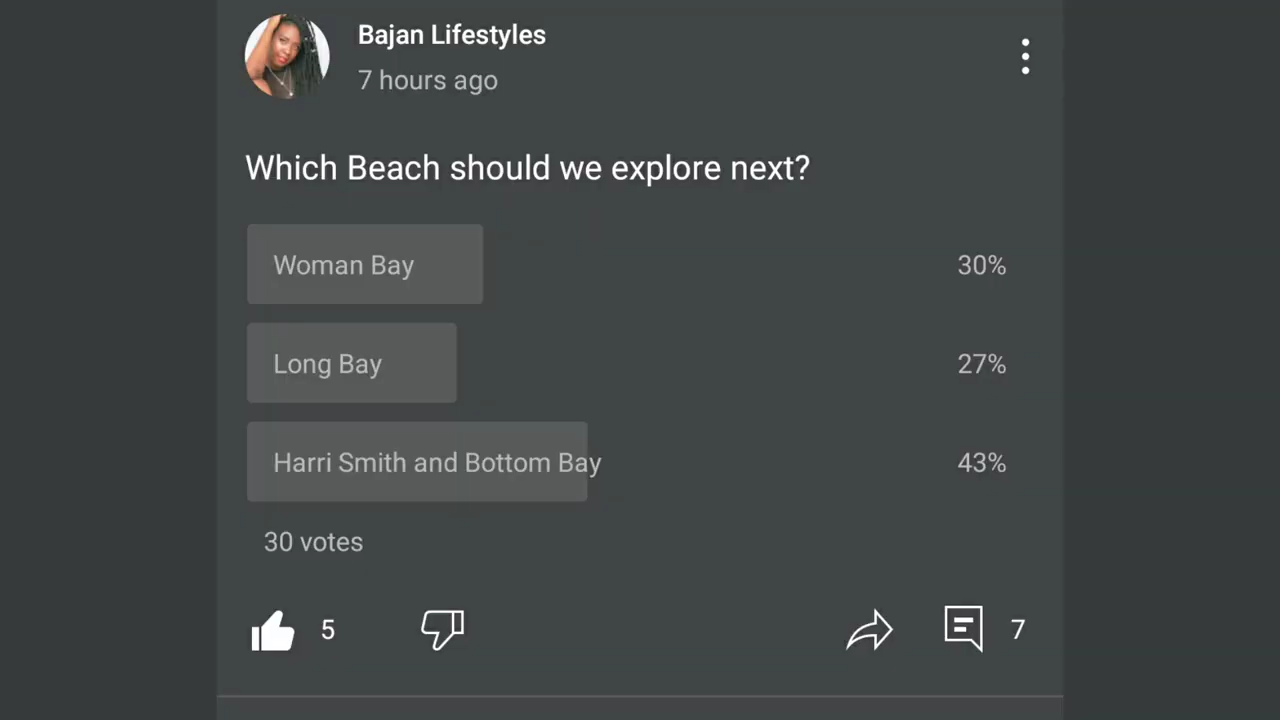 Bajan Lifestyles
7 hours ago
Which Beach should we explore next?
Woman Bay 30%
Long Bay 27%
Harri Smith and Bottom Bay 43%
30 votes
5 7